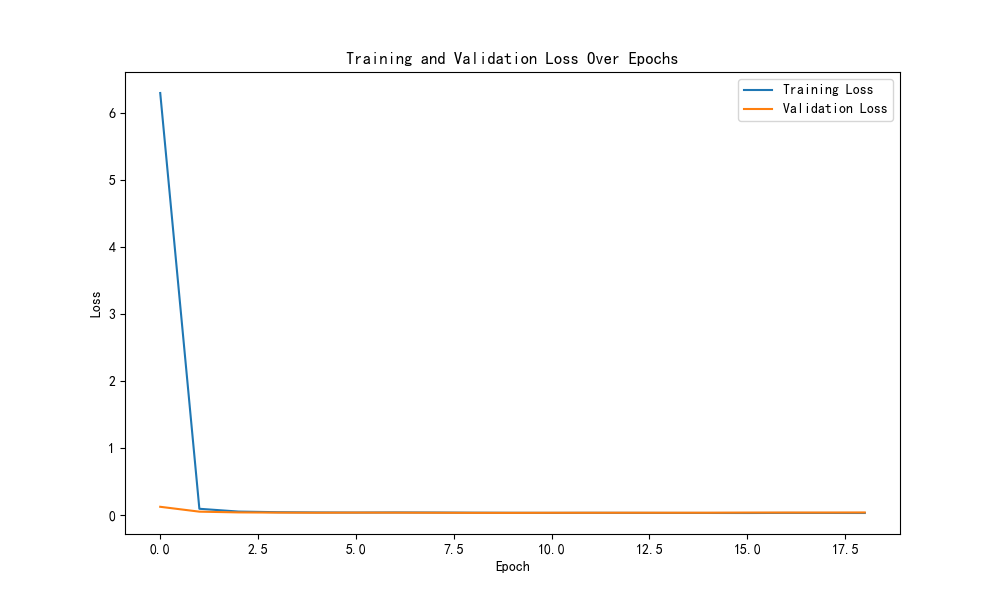 Training and Validation Loss Over Epochs
Training Loss
Validation Loss
6
5
4
3
2
1
0
Loss
0.0 2.5 5.0 7.5 10.0 12.5 15.0 17.5
Epoch